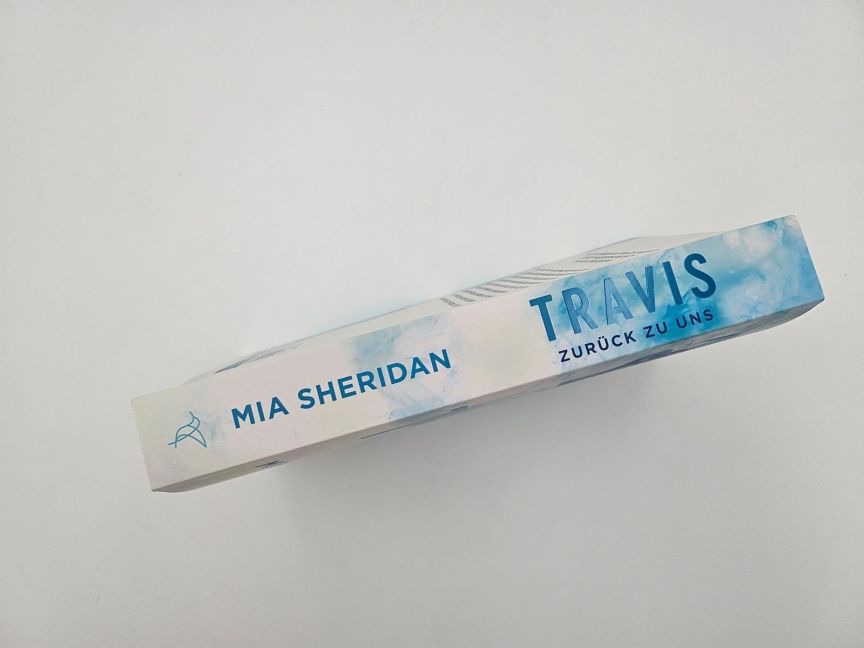 MIA SHERIDAN
TRAVIS
ZURÜCK ZU UNS